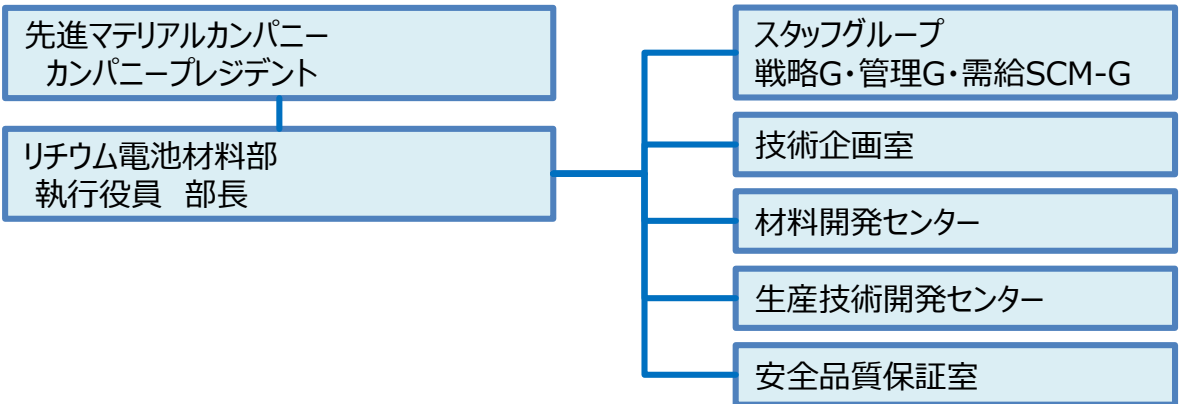 先進マテリアルカンパニー
カンパニープレジデント
リチウム電池材料部
執行役員　部長
スタッフグループ
戦略G・管理G・需給SCM-G
技術企画室
材料開発センター
生産技術開発センター
安全品質保証室